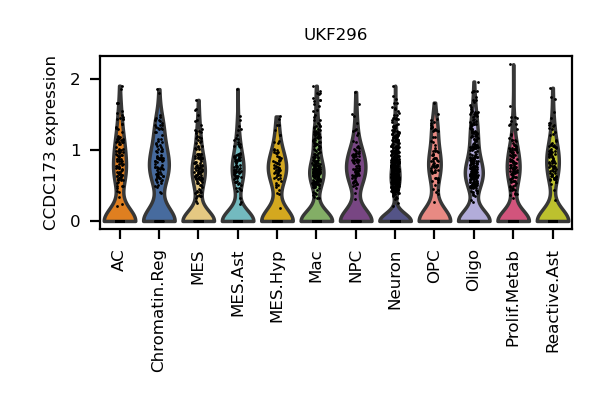 UKF296
CCDC173 expression
2
1
0
AC
Chromatin.Reg
MES
MES.Ast
MES.Hyp
Mac
NPC
Neuron
OPC
Oligo
Prolif.Metab
Reactive.Ast